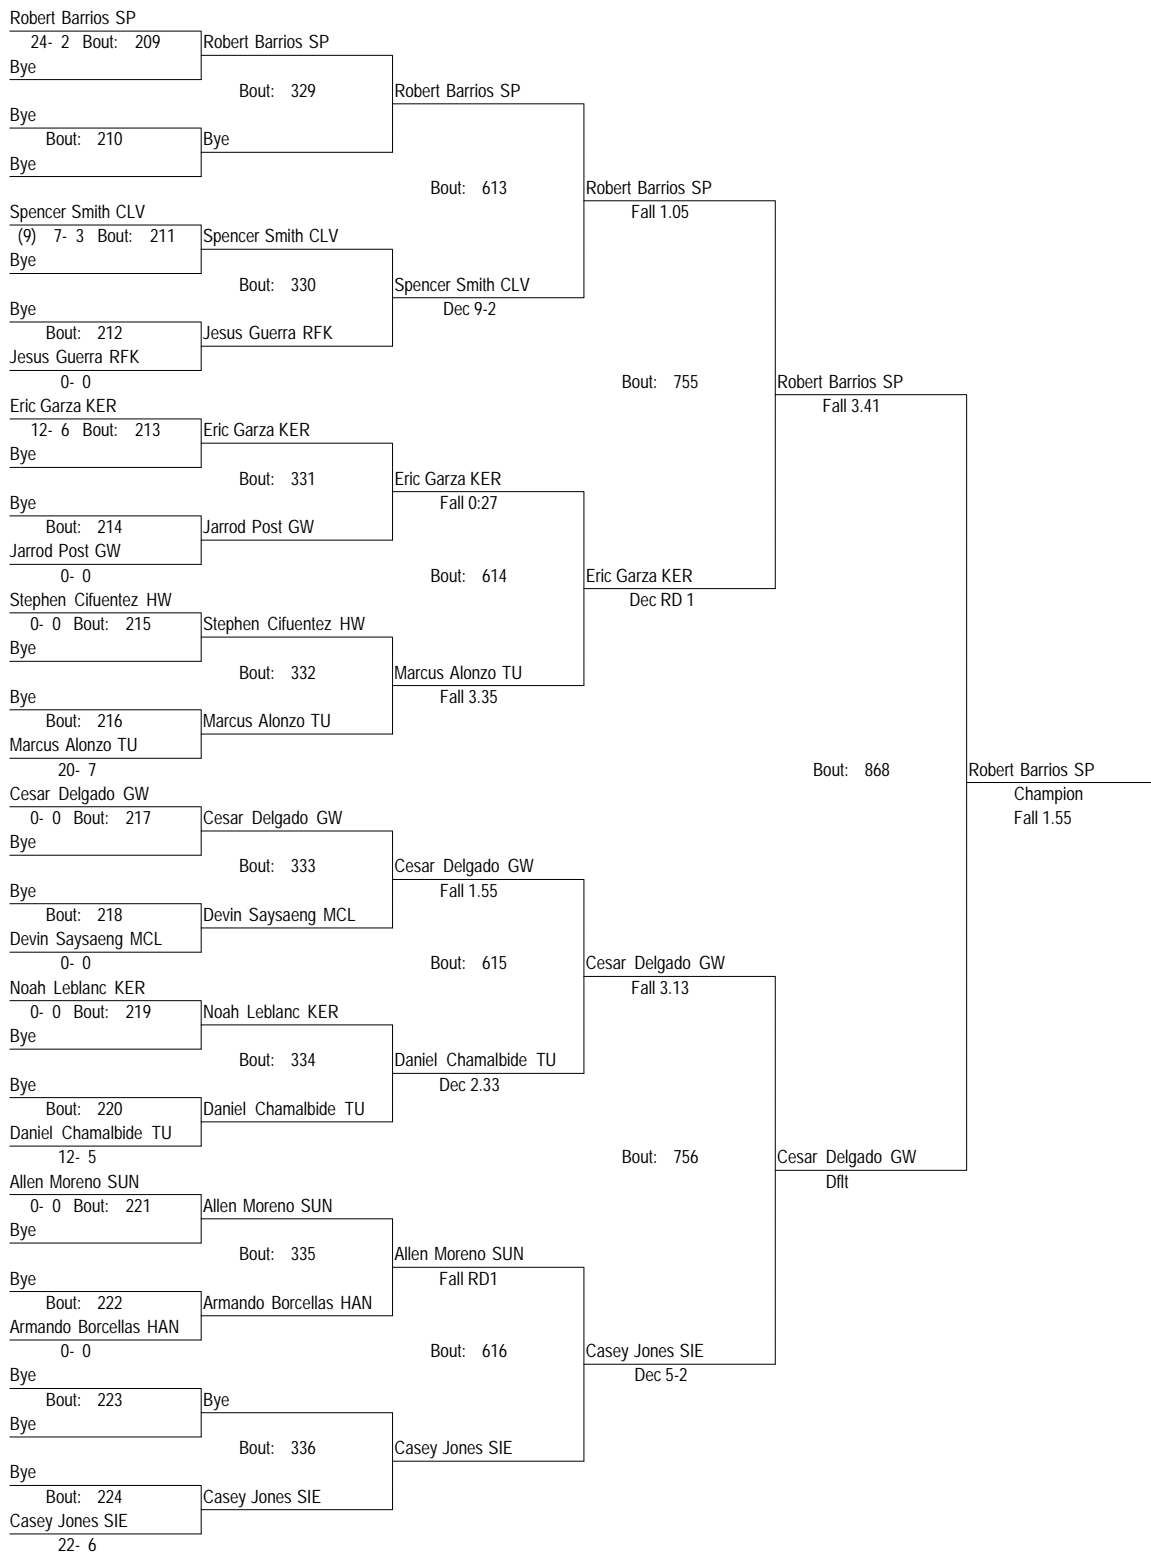 Robert Barrios SP
24- 2 Bout: 209 Robert Barrios SP
Bye
Bout: 329 Robert Barrios SP
Bye
Bout: 210 Bye
Bye
Bout: 613 Robert Barrios SP
Spencer Smith CLV Fall 1.05
(9) 7- 3 Bout: 211 Spencer Smith CLV
Bye
Bout: 330 Spencer Smith CLV
Bye Dec 9-2
Bout: 212 Jesus Guerra RFK
Jesus Guerra RFK
0- 0 Bout: 755 Robert Barrios SP
Eric Garza KER Fall 3.41
12- 6 Bout: 213 Eric Garza KER
Bye
Bout: 331 Eric Garza KER
Bye Fall 0:27
Bout: 214 Jarrod Post GW
Jarrod Post GW
0- 0 Bout: 614 Eric Garza KER
Stephen Cifuentez HW Dec RD 1
0- 0 Bout: 215 Stephen Cifuentez HW
Bye
Bout: 332 Marcus Alonzo TU
Bye Fall 3.35
Bout: 216 Marcus Alonzo TU
Marcus Alonzo TU
20- 7 Bout: 868 Robert Barrios SP
Cesar Delgado GW Champion
0- 0 Bout: 217 Cesar Delgado GW Fall 1.55
Bye
Bout: 333 Cesar Delgado GW
Bye Fall 1.55
Bout: 218 Devin Saysaeng MCL
Devin Saysaeng MCL
0- 0 Bout: 615 Cesar Delgado GW
Noah Leblanc KER Fall 3.13
0- 0 Bout: 219 Noah Leblanc KER
Bye
Bout: 334 Daniel Chamalbide TU
Bye Dec 2.33
Bout: 220 Daniel Chamalbide TU
Daniel Chamalbide TU
12- 5 Bout: 756 Cesar Delgado GW
Allen Moreno SUN Dflt
0- 0 Bout: 221 Allen Moreno SUN
Bye
Bout: 335 Allen Moreno SUN
Bye Fall RD1
Bout: 222 Armando Borcellas HAN
Armando Borcellas HAN
0- 0 Bout: 616 Casey Jones SIE
Bye Dec 5-2
Bout: 223 Bye
Bye
Bout: 336 Casey Jones SIE
Bye
Bout: 224 Casey Jones SIE
Casey Jones SIE
22- 6